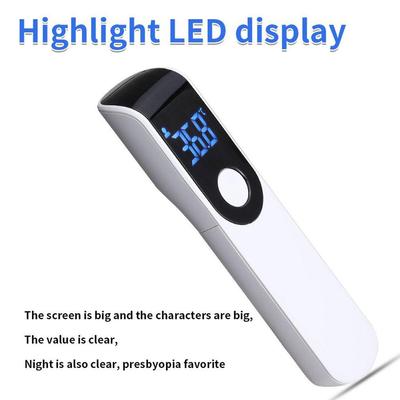 Highlight LED display
36.8
°C
The screen is big and the characters are big,
The value is clear,
Night is also clear, presbyopia favorite